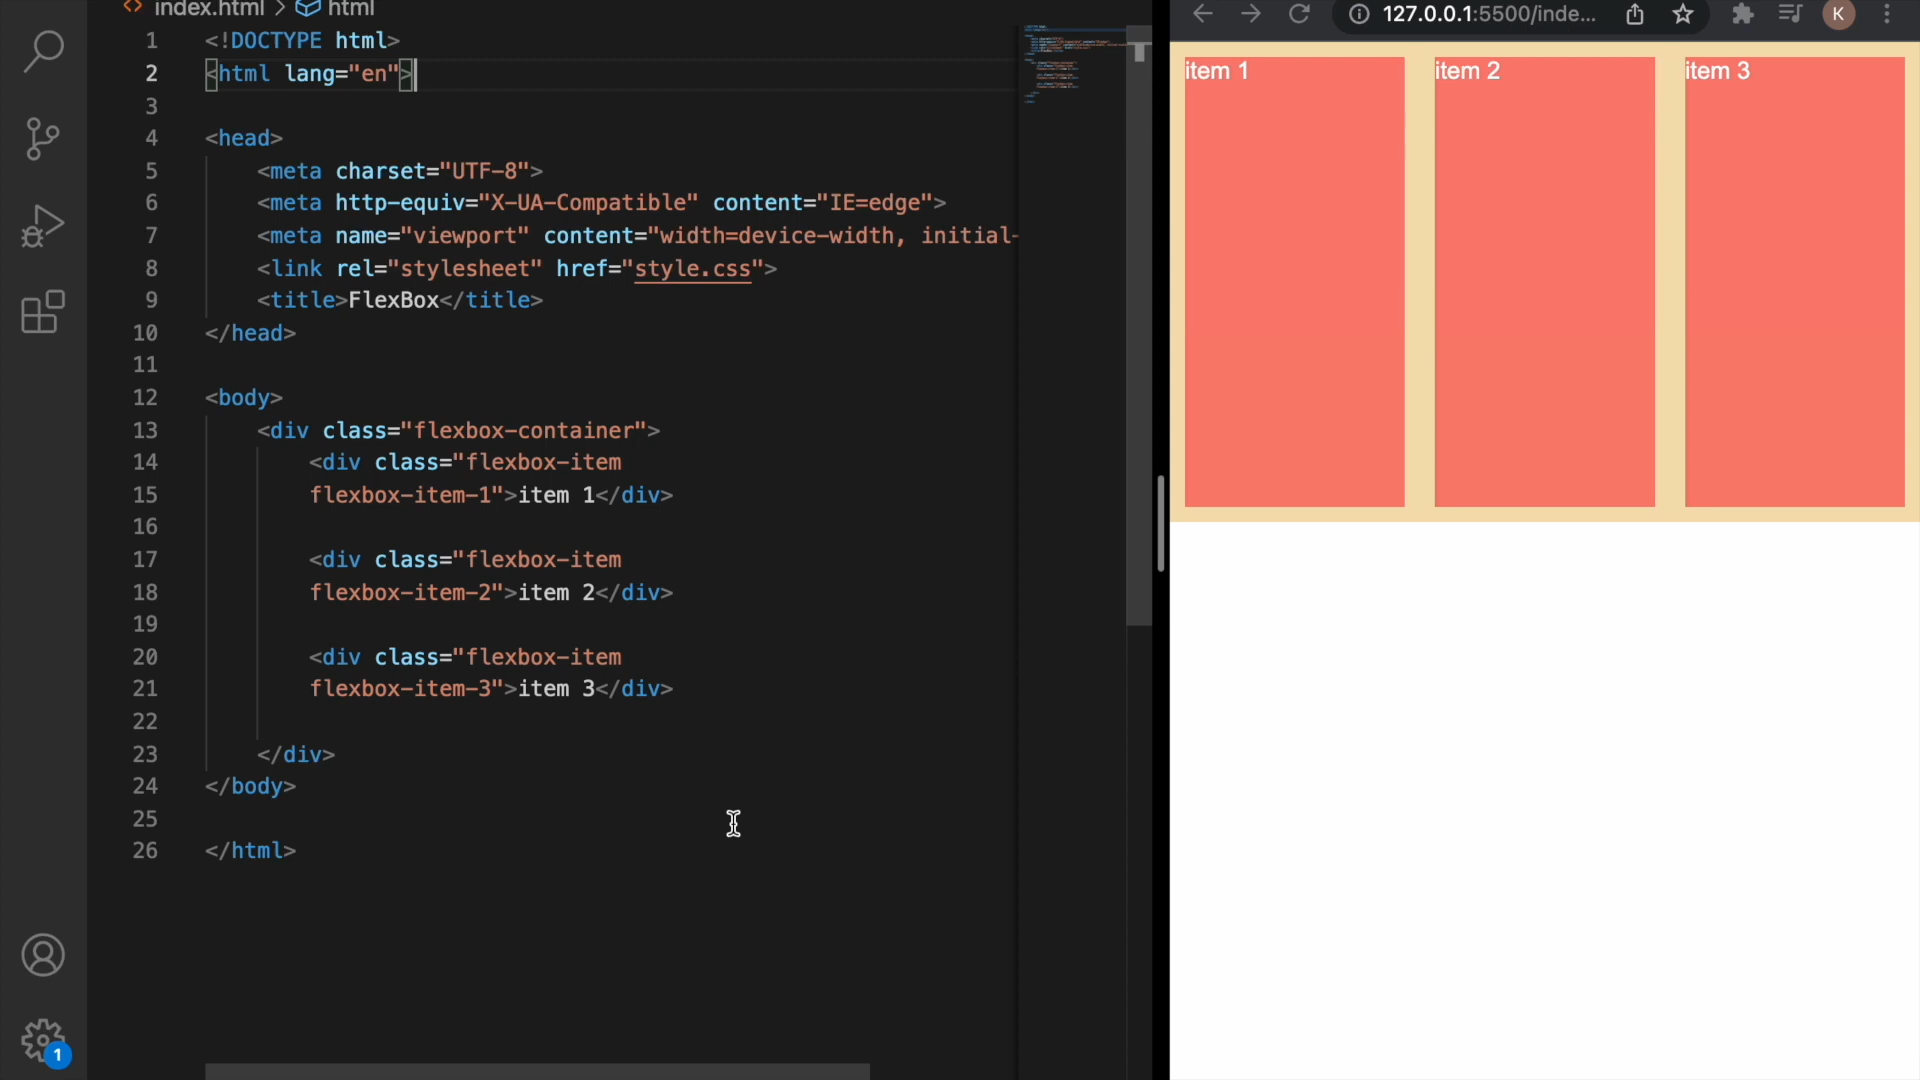 index.html > html
1 <!DOCTYPE html>
2 <html lang="en">
3
4 <head>
5 <meta charset="UTF-8">
6 <meta http-equiv="X-UA-Compatible" content="IE=edge">
7 <meta name="viewport" content="width=device-width, initial-
8 <link rel="stylesheet" href="style.css">
9 <title>FlexBox</title>
10 </head>
11
12 <body>
13 <div class="flexbox-container">
14 <div class="flexbox-item
15 flexbox-item-1">item 1</div>
16
17 <div class="flexbox-item
18 flexbox-item-2">item 2</div>
19
20 <div class="flexbox-item
21 flexbox-item-3">item 3</div>
22
23 </div>
24 </body>
25
26 </html>
1
127.0.0.1:5500/inde...
K
item 1
item 2
item 3